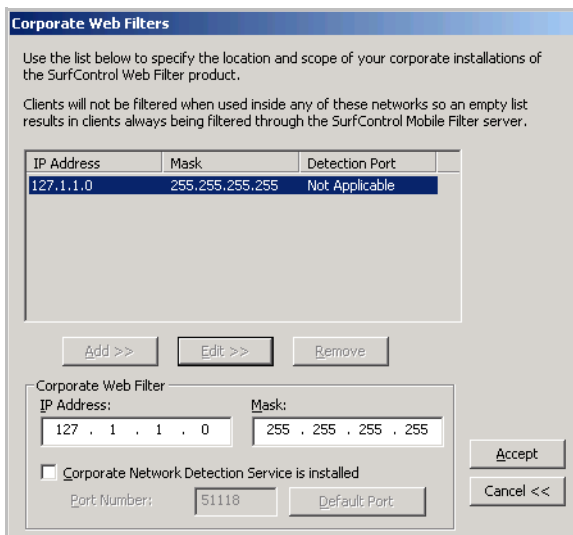 Corporate Web Filters
Use the list below to specify the location and scope of your corporate installations of
the SurfControl Web Filter product.
Clients will not be filtered when used inside any of these networks so an empty list
results in clients always being filtered through the SurfControl Mobile Filter server.
IP Address Mask Detection Port
127.1.1.0 255.255.255.255 Not Applicable
Add >> Edit >> Remove
Corporate Web Filter
IP Address: Mask:
127 . 1 . 1 . 0 255 . 255 . 255 . 255
Accept
Corporate Network Detection Service is installed
Cancel <<
Port Number: 51118 Default Port